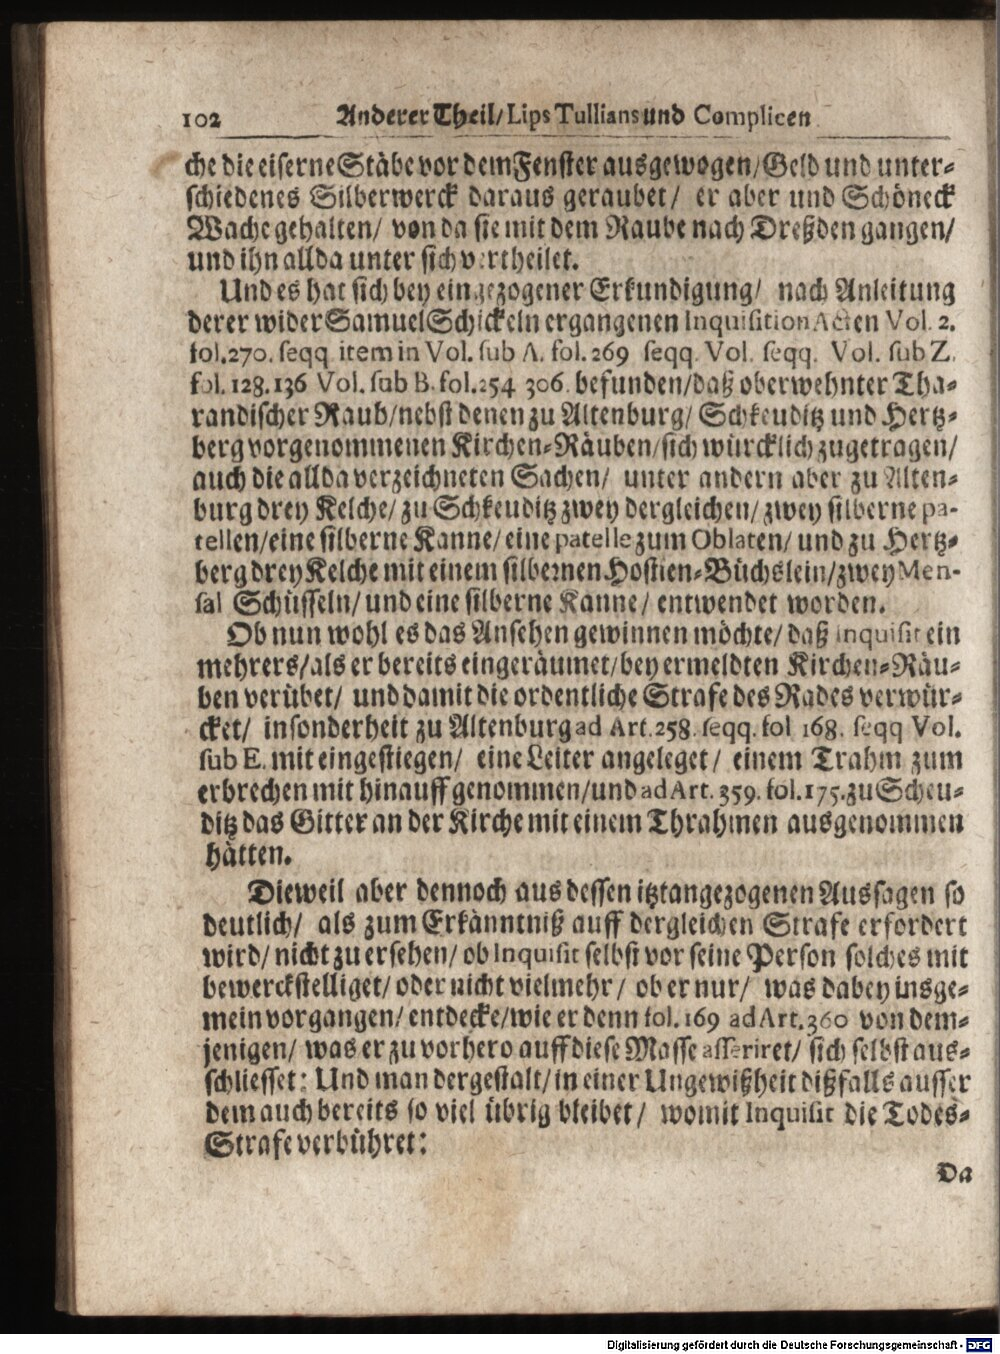 102 Anderer Theil/ Lips Tullians und Complicen
che die eiserne Stäbe vor dem Fenster ausgewogen/ Geld und unter-
schiedenes Silberwerck daraus geraubet/ er aber und Schöneck
Wache gehalten/ von da sie mit dem Raube nach Dreßden gangen/
und ihn allda unter sich vertheilet.
Und es hat sich bey eingezogener Erkundigung/ nach Anleitung
derer wider Samuel Schickeln ergangenen Inquisition Acten Vol. 2.
fol. 270. seqq item in Vol. sub A. fol. 269 seqq. Vol. seqq. Vol. sub Z.
fol. 128. 136 Vol. sub B. fol. 254 306. befunden/ daß oberwehnter Tha-
randischer Raub/ nebst denen zu Altenburg/ Schkeuditz und Hertz-
berg vorgenommenen Kirchen-Räuben/ sich würcklich zugetragen/
auch die allda verzeichneten Sachen/ unter andern aber zu Alten-
burg drey Kelche/ zu Schkeuditz zwey dergleichen/ zwey silberne pa-
tellen/ eine silberne Kanne/ eine patelle zum Oblaten/ und zu Hertz-
berg drey Kelche mit einem silbernen Hostien-Büchslein/ zwey Men-
sal Schüsseln/ und eine silberne Kanne/ entwendet worden.
Ob nun wohl es das Ansehen gewinnen möchte/ daß inquisit ein
mehrers/ als er bereits eingeräumet/ bey ermeldten Kirchen-Räu-
ben verübet/ und damit die ordentliche Strafe des Rades verwür-
cket/ insonderheit zu Altenburg ad Art. 258. seqq. fol 168. seqq Vol.
sub E. mit eingestiegen/ eine Leiter angeleget/ einem Trahm zum
erbrechen mit hinauff genommen/ und ad Art. 359. fol. 175. zu Scheu-
ditz das Gitter an der Kirche mit einem Thrahmen ausgenommen
hätten.
Dieweil aber dennoch aus dessen itztangezogenen Aussagen so
deutlich/ als zum Erkänntniß auff dergleichen Strafe erfordert
wird/ nicht zu ersehen/ ob Inquisit selbst vor seine Person solches mit
bewerckstelliget/ oder nicht vielmehr/ ob er nur/ was dabey insge-
mein vorgangen/ entdecke/ wie er denn fol. 169 ad Art. 360 von dem-
jenigen/ was er zuvorhero auff diese Masse asseriret/ sich selbst aus-
schliesset: Und man dergestalt/ in einer Ungewißheit dißfalls ausser
dem auch bereits so viel übrig bleibet/ womit Inquisit die Todes-
Strafe verbühret:
Da
Digitalisierung gefördert durch die Deutsche Forschungsgemeinschaft - DFG